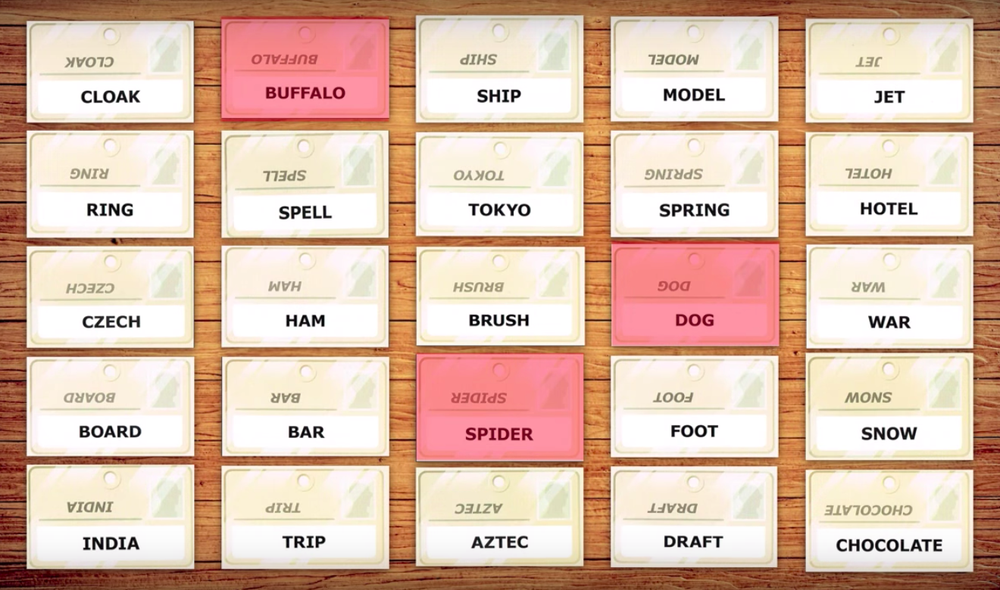 CLOAK
CLOAK
BUFFALO
BUFFALO
SHIP
SHIP
MODEL
MODEL
JET
JET
RING
RING
SPELL
SPELL
TOKYO
TOKYO
SPRING
SPRING
HOTEL
HOTEL
CZECH
CZECH
HAM
HAM
BRUSH
BRUSH
DOG
DOG
WAR
WAR
BOARD
BOARD
BAR
BAR
SPIDER
SPIDER
FOOT
FOOT
SNOW
SNOW
INDIA
INDIA
TRIP
TRIP
AZTEC
AZTEC
DRAFT
DRAFT
CHOCOLATE
CHOCOLATE